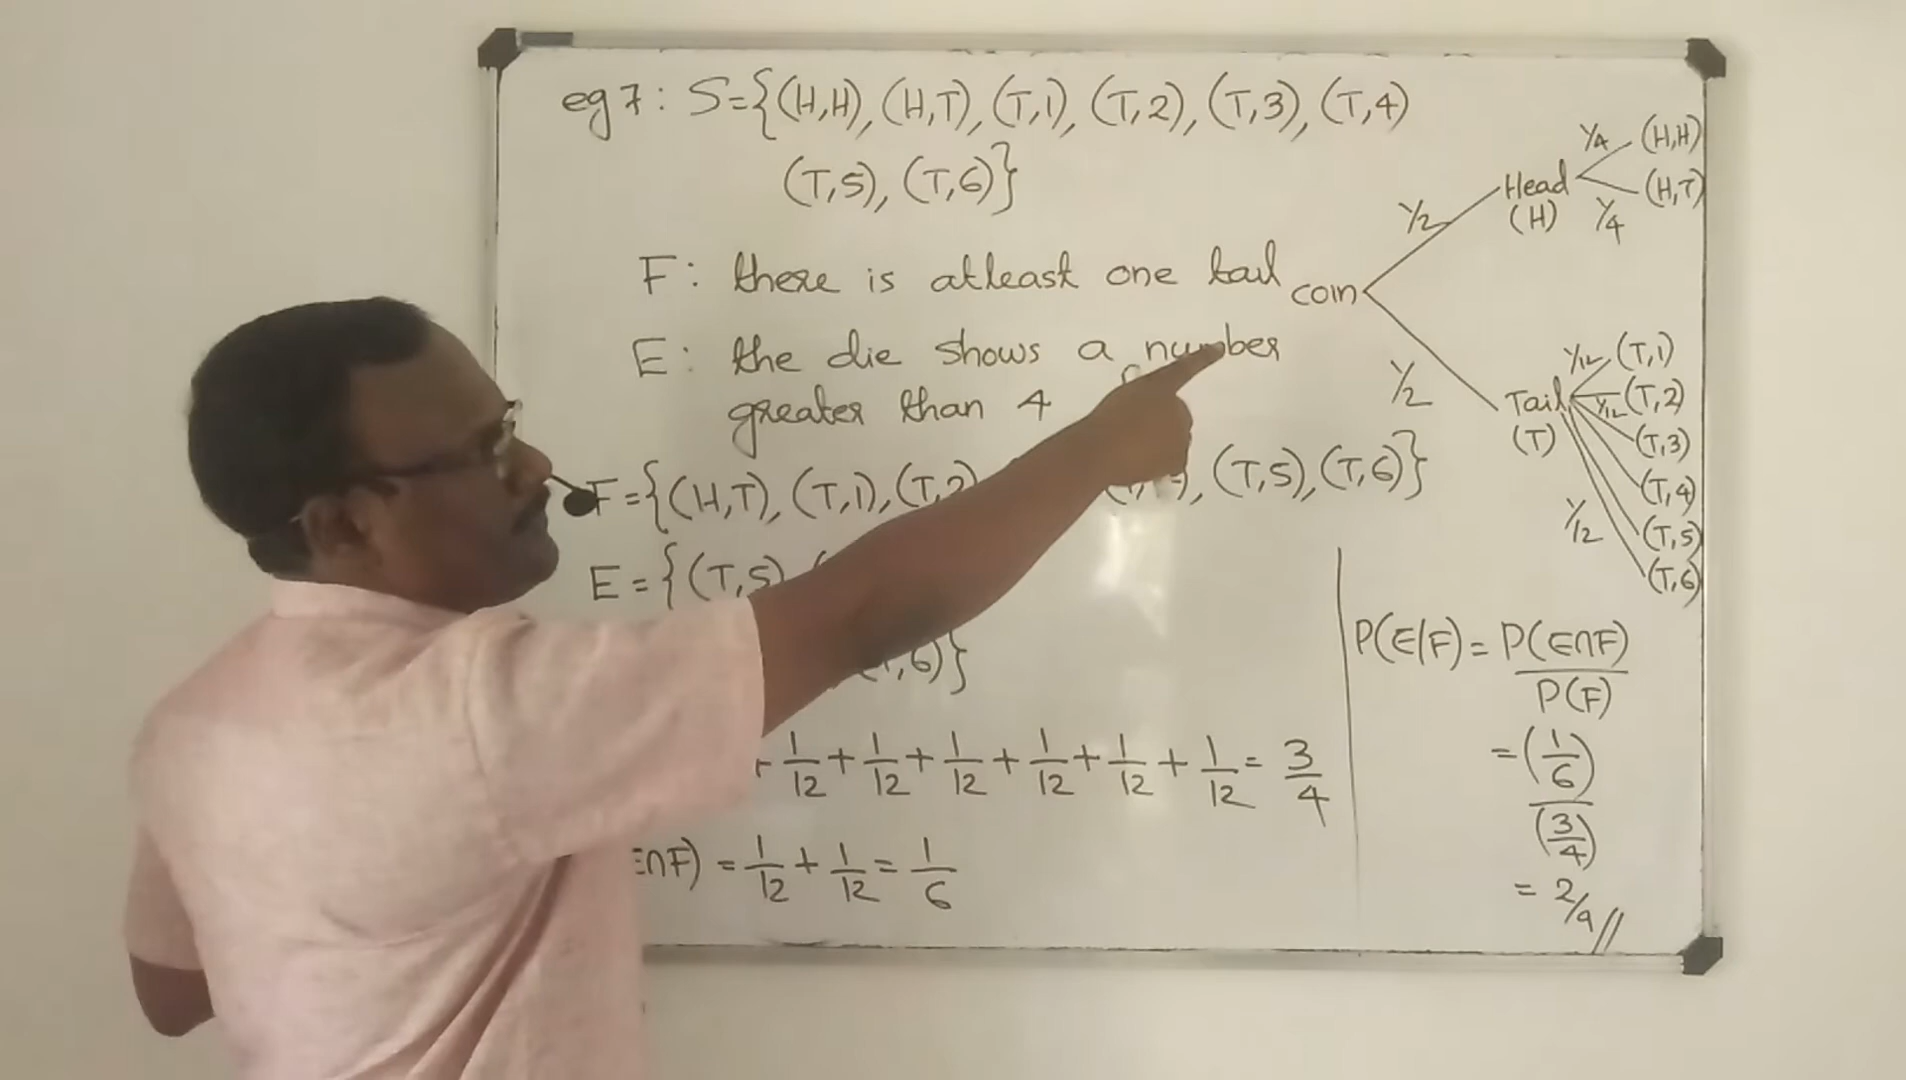 eg 7: S={(H,H), (H,T), (T,1), (T,2), (T,3), (T,4)
(T,5), (T,6)}
F: there is atleast one tail
E: the die shows a number
greater than 4
F={(H,T), (T,1), (T,2) , (T,5), (T,6)}
E={(T,5)
,6)}
+ 1/12 + 1/12 + 1/12 + 1/12 + 1/12 + 1/12 = 3/4
∩F) = 1/12 + 1/12 = 1/6
coin
1/2
Head
(H)
1/4 (H,H)
1/4 (H,T)
1/2
Tail
(T)
1/12 (T,1)
1/12 (T,2)
(T,3)
(T,4)
1/12 (T,5)
(T,6)
P(E|F) = P(E∩F)/P(F)
= (1/6)/(3/4)
= 2/9 //